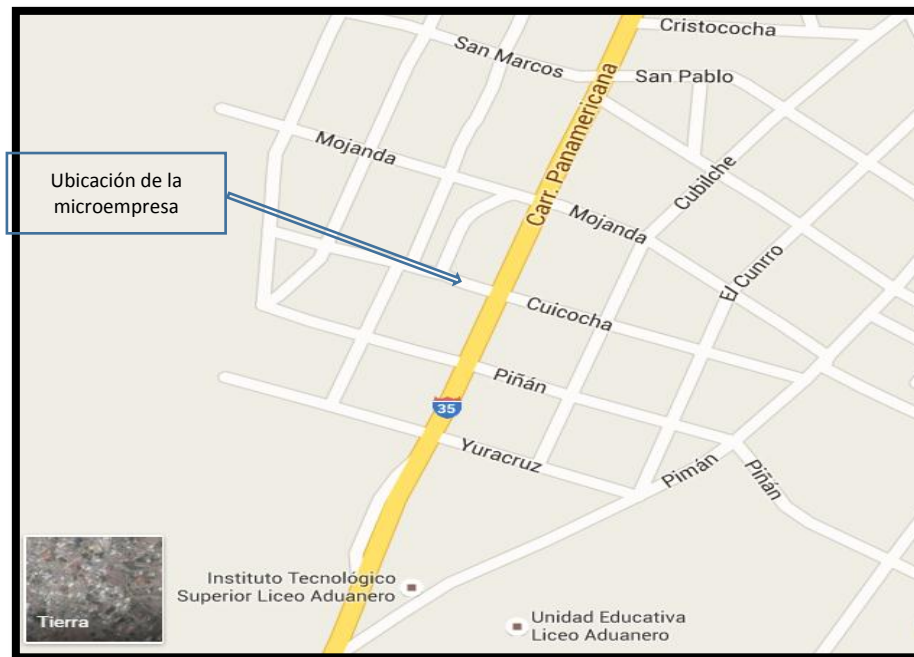 Cristococha
San Marcos
San Pablo
Carr. Panamericana
Mojanda
Cubilche
Ubicación de la
microempresa
Mojanda
El Cunrro
Cuicocha
Piñán
35
Yuracruz
Pimán
Piñán
Instituto Tecnológico
Superior Liceo Aduanero
Unidad Educativa
Liceo Aduanero
Tierra